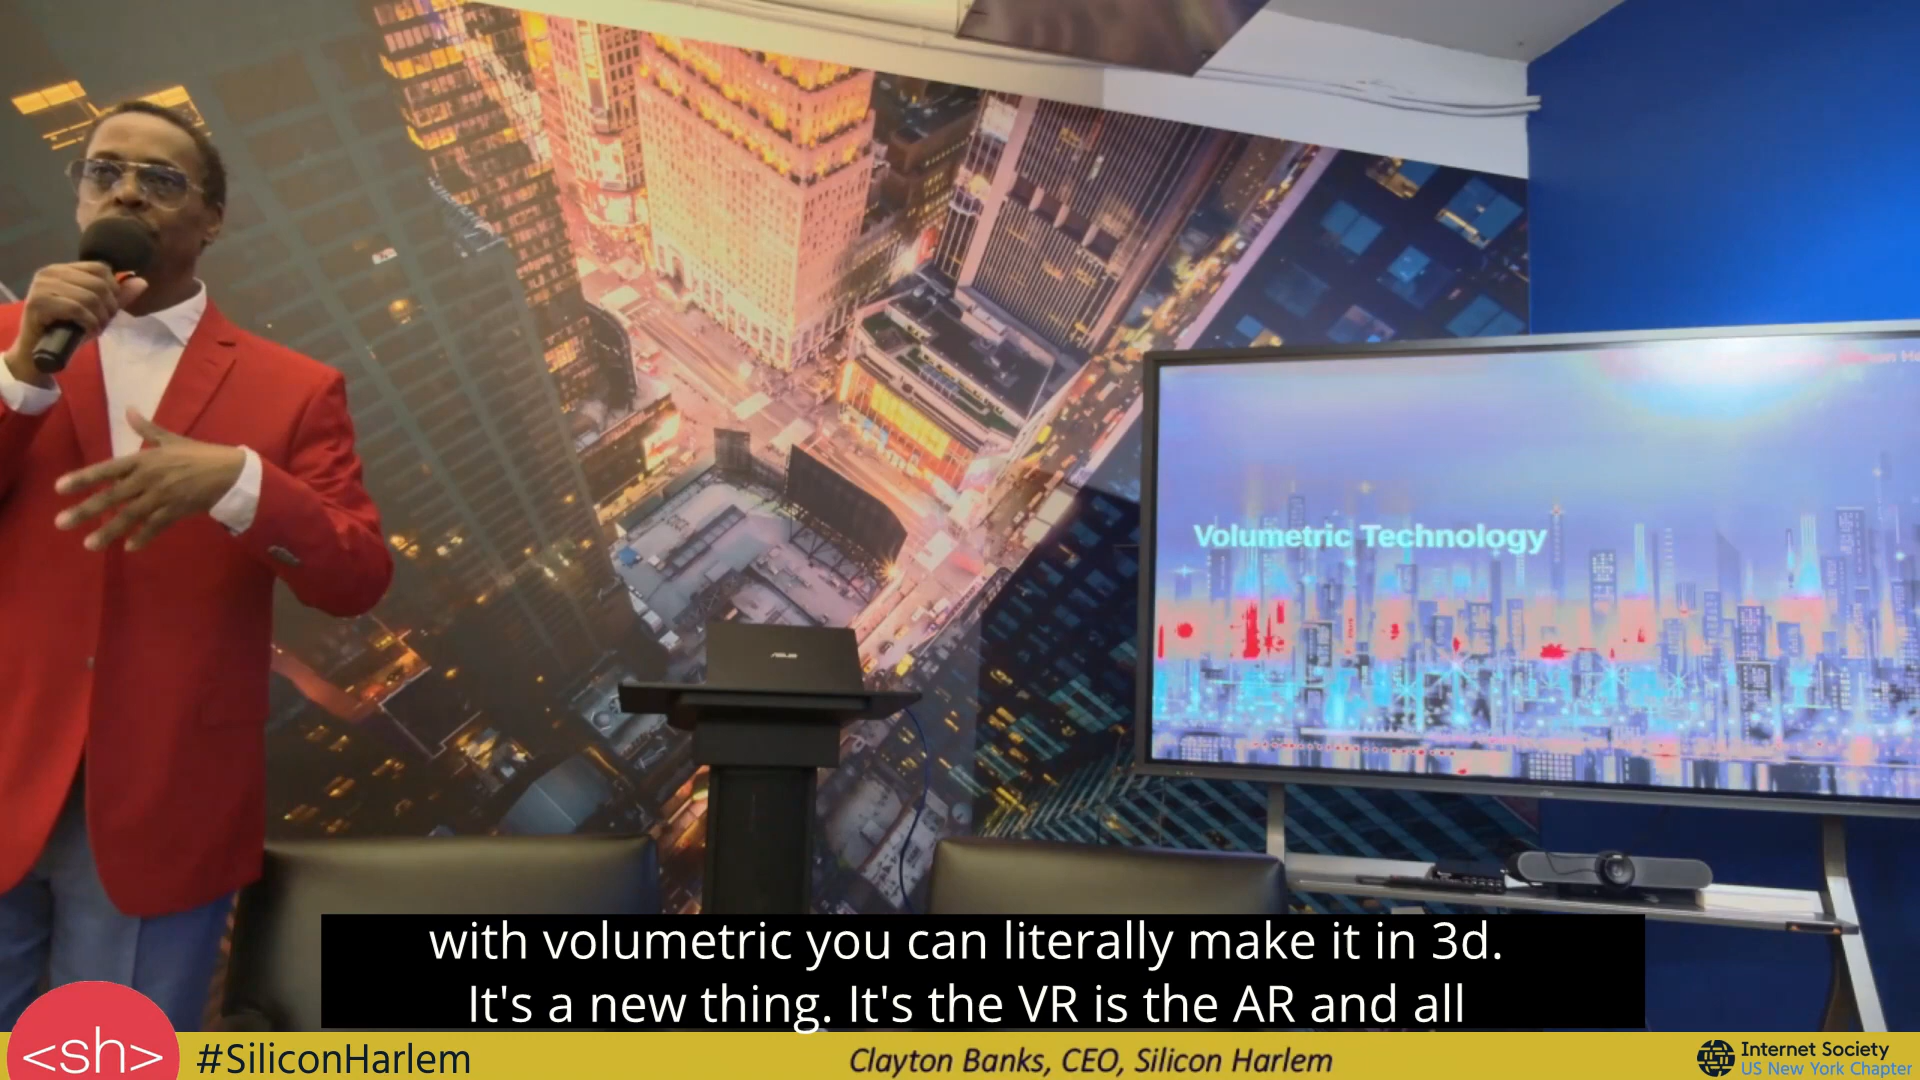 Volumetric Technology
ASUS
with volumetric you can literally make it in 3d.
It's a new thing. It's the VR is the AR and all
<sh> #SiliconHarlem
Clayton Banks, CEO, Silicon Harlem
Internet Society
US New York Chapter